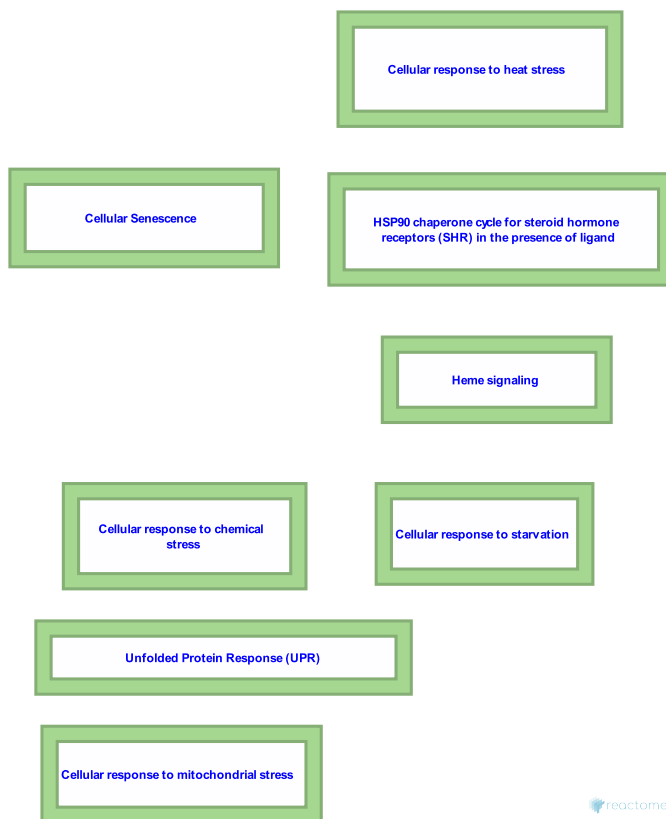 Cellular response to heat stress
Cellular Senescence
HSP90 chaperone cycle for steroid hormone
receptors (SHR) in the presence of ligand
Heme signaling
Cellular response to chemical
stress
Cellular response to starvation
Unfolded Protein Response (UPR)
Cellular response to mitochondrial stress
reactome